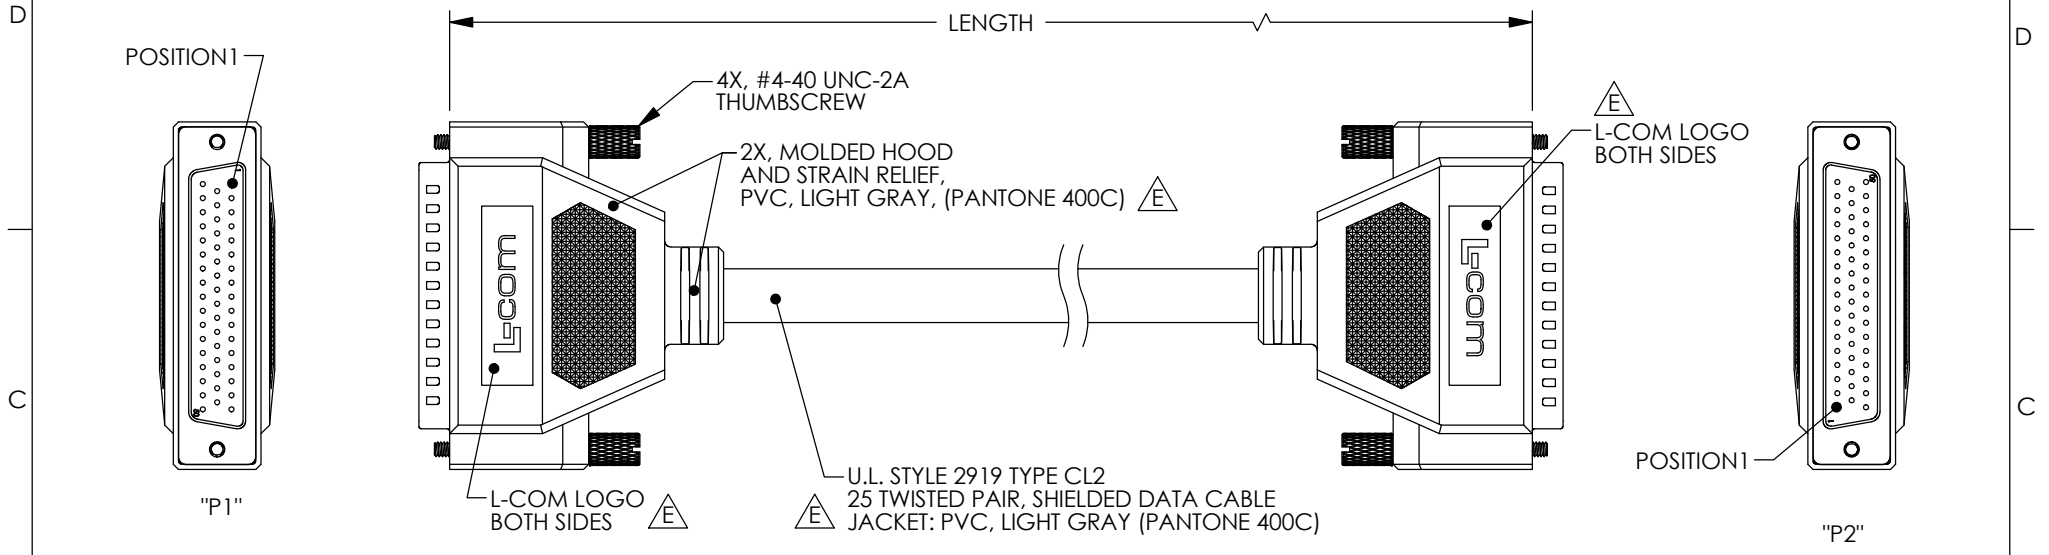 D
D
LENGTH
POSITION1
4X, #4-40 UNC-2A
THUMBSCREW
E
L-COM LOGO
BOTH SIDES
2X, MOLDED HOOD
AND STRAIN RELIEF,
PVC, LIGHT GRAY, (PANTONE 400C) E
L-com
L-com
C
C
POSITION1
U.L. STYLE 2919 TYPE CL2
25 TWISTED PAIR, SHIELDED DATA CABLE
E JACKET: PVC, LIGHT GRAY (PANTONE 400C)
L-COM LOGO
BOTH SIDES E
"P1"
"P2"